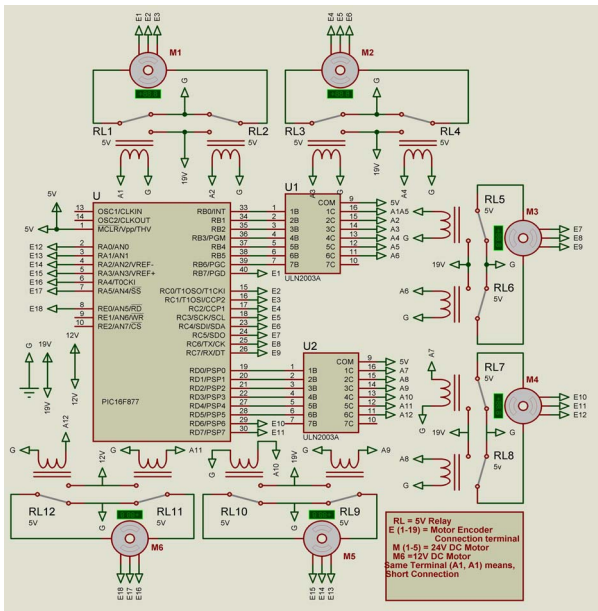 E1 E2 E3
E4 E5 E6
M1
M2
G
G
RL1
5V
RL2
5V
RL3
5V
RL4
5V
19V
19V
A1
G
A2
G
A3
G
A4
G
5V
5V
U
13 OSC1/CLKIN
14 OSC2/CLKOUT
1 MCLR/Vpp/THV
E12 2 RA0/AN0
E13 3 RA1/AN1
E14 4 RA2/AN2/VREF-
E15 5 RA3/AN3/VREF+
E16 6 RA4/T0CKI
E17 7 RA5/AN4/SS
E18 8 RE0/AN5/RD
9 RE1/AN6/WR
10 RE2/AN7/CS
PIC16F877
RB0/INT 33
RB1 34
RB2 35
RB3/PGM 36
RB4 37
RB5 38
RB6/PGC 39
RB7/PGD 40 E1
RC0/T1OSO/T1CKI 15 E2
RC1/T1OSI/CCP2 16 E3
RC2/CCP1 17 E4
RC3/SCK/SCL 18 E5
RC4/SDI/SDA 23 E6
RC5/SDO 24 E7
RC6/TX/CK 25 E8
RC7/RX/DT 26 E9
RD0/PSP0 19
RD1/PSP1 20
RD2/PSP2 21
RD3/PSP3 22
RD4/PSP4 27
RD5/PSP5 28
RD6/PSP6 29 E10
RD7/PSP7 30 E11
U1
COM 9 5V
1 1B 1C 16 A1
2 2B 2C 15 A2
3 3B 3C 14 A3
4 4B 4C 13 A4
5 5B 5C 12 A5
6 6B 6C 11 A6
7 7B 7C 10
ULN2003A
U2
COM 9 5V
1 1B 1C 16 A7
2 2B 2C 15 A8
3 3B 3C 14 A9
4 4B 4C 13 A10
5 5B 5C 12 A11
6 6B 6C 11 A12
7 7B 7C 10
ULN2003A
A5
G
RL5
5V
M3
E7
E8
E9
19V
G
A6
G
RL6
5V
A7
G
RL7
5V
M4
E10
E11
E12
19V
G
A8
G
RL8
5v
G
19V
19V
12V
12V
A12
G
12V
G
A11
RL12
5V
RL11
5V
G
M6
E18 E17 E16
G
A10
19V
G
A9
RL10
5V
RL9
5V
G
M5
E15 E14 E13
RL = 5V Relay
E (1-19) = Motor Encoder
Connection terminal
M (1-5) = 24V DC Motor
M6 =12V DC Motor
Same Terminal (A1, A1) means,
Short Connection